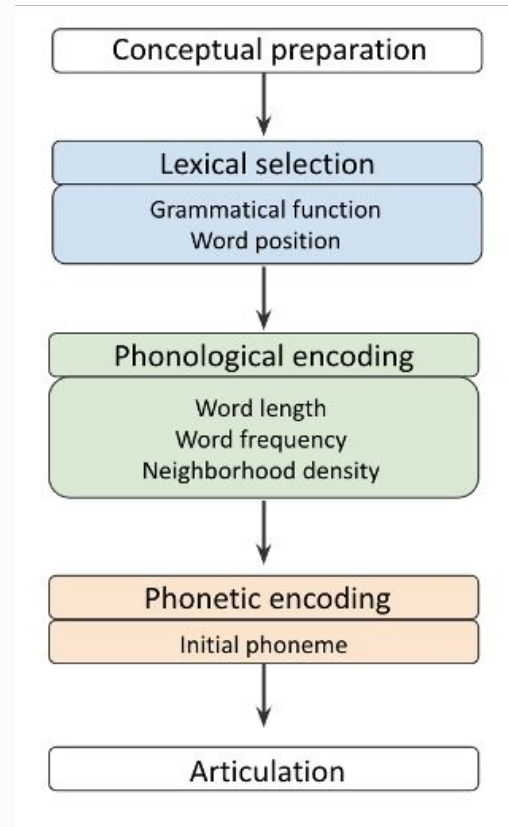 Conceptual preparation
Lexical selection
Grammatical function
Word position
Phonological encoding
Word length
Word frequency
Neighborhood density
Phonetic encoding
Initial phoneme
Articulation